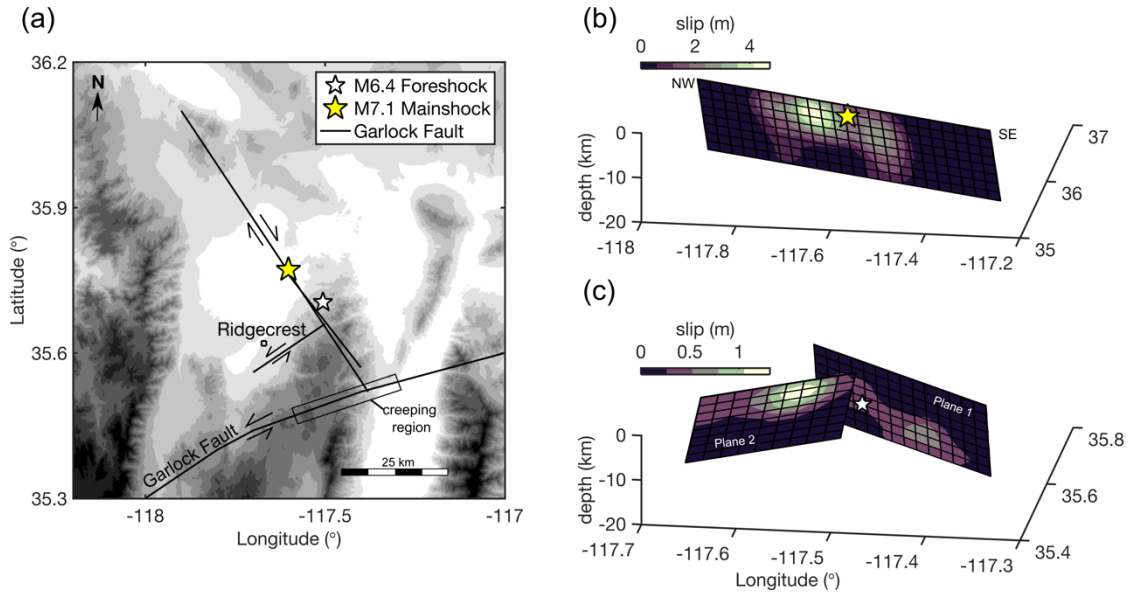 (a)
36.2
35.9
35.6
35.3
Latitude (°)
-118
-117.5
-117
Longitude (°)
N
M6.4 Foreshock
M7.1 Mainshock
Garlock Fault
Ridgecrest
creeping
region
Garlock Fault
25 km
(b)
slip (m)
0
2
4
NW
SE
0
-10
-20
depth (km)
-118
-117.8
-117.6
-117.4
-117.2
35
36
37
(c)
slip (m)
0
0.5
1
Plane 1
Plane 2
0
-10
-20
depth (km)
-117.7
-117.6
-117.5
-117.4
-117.3
Longitude (°)
35.4
35.6
35.8